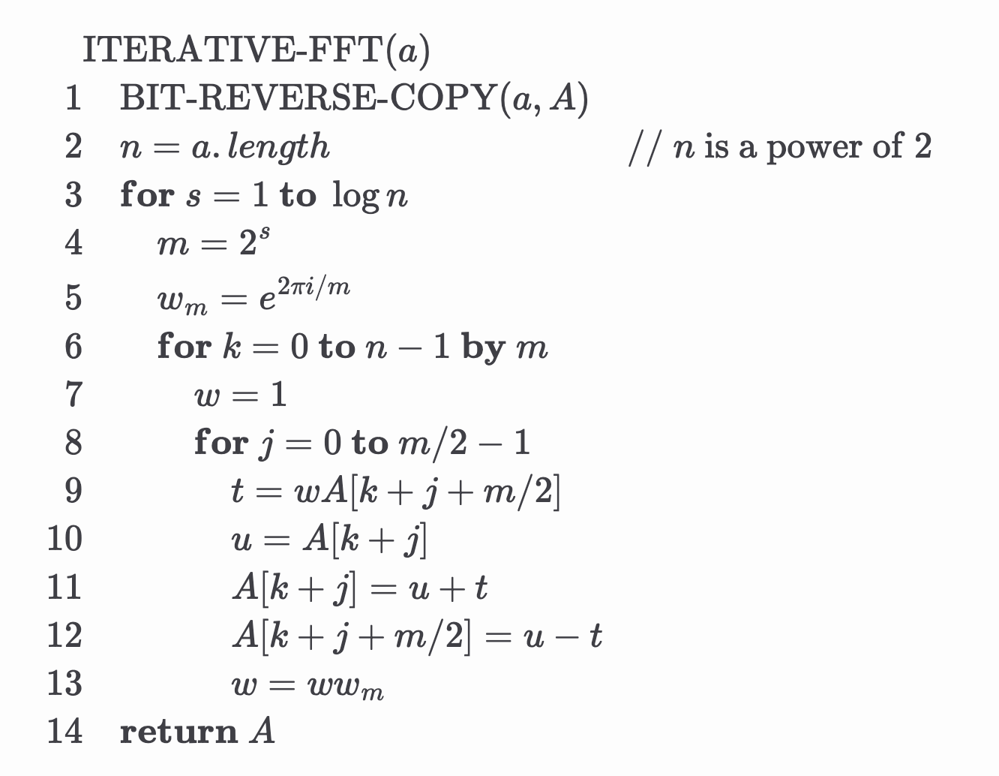 ITERATIVE-FFT(a)
1 BIT-REVERSE-COPY(a, A)
2 n = a.length // n is a power of 2
3 for s = 1 to log n
4 m = 2^s
5 w_m = e^{2πi/m}
6 for k = 0 to n − 1 by m
7 w = 1
8 for j = 0 to m/2 − 1
9 t = wA[k + j + m/2]
10 u = A[k + j]
11 A[k + j] = u + t
12 A[k + j + m/2] = u − t
13 w = ww_m
14 return A